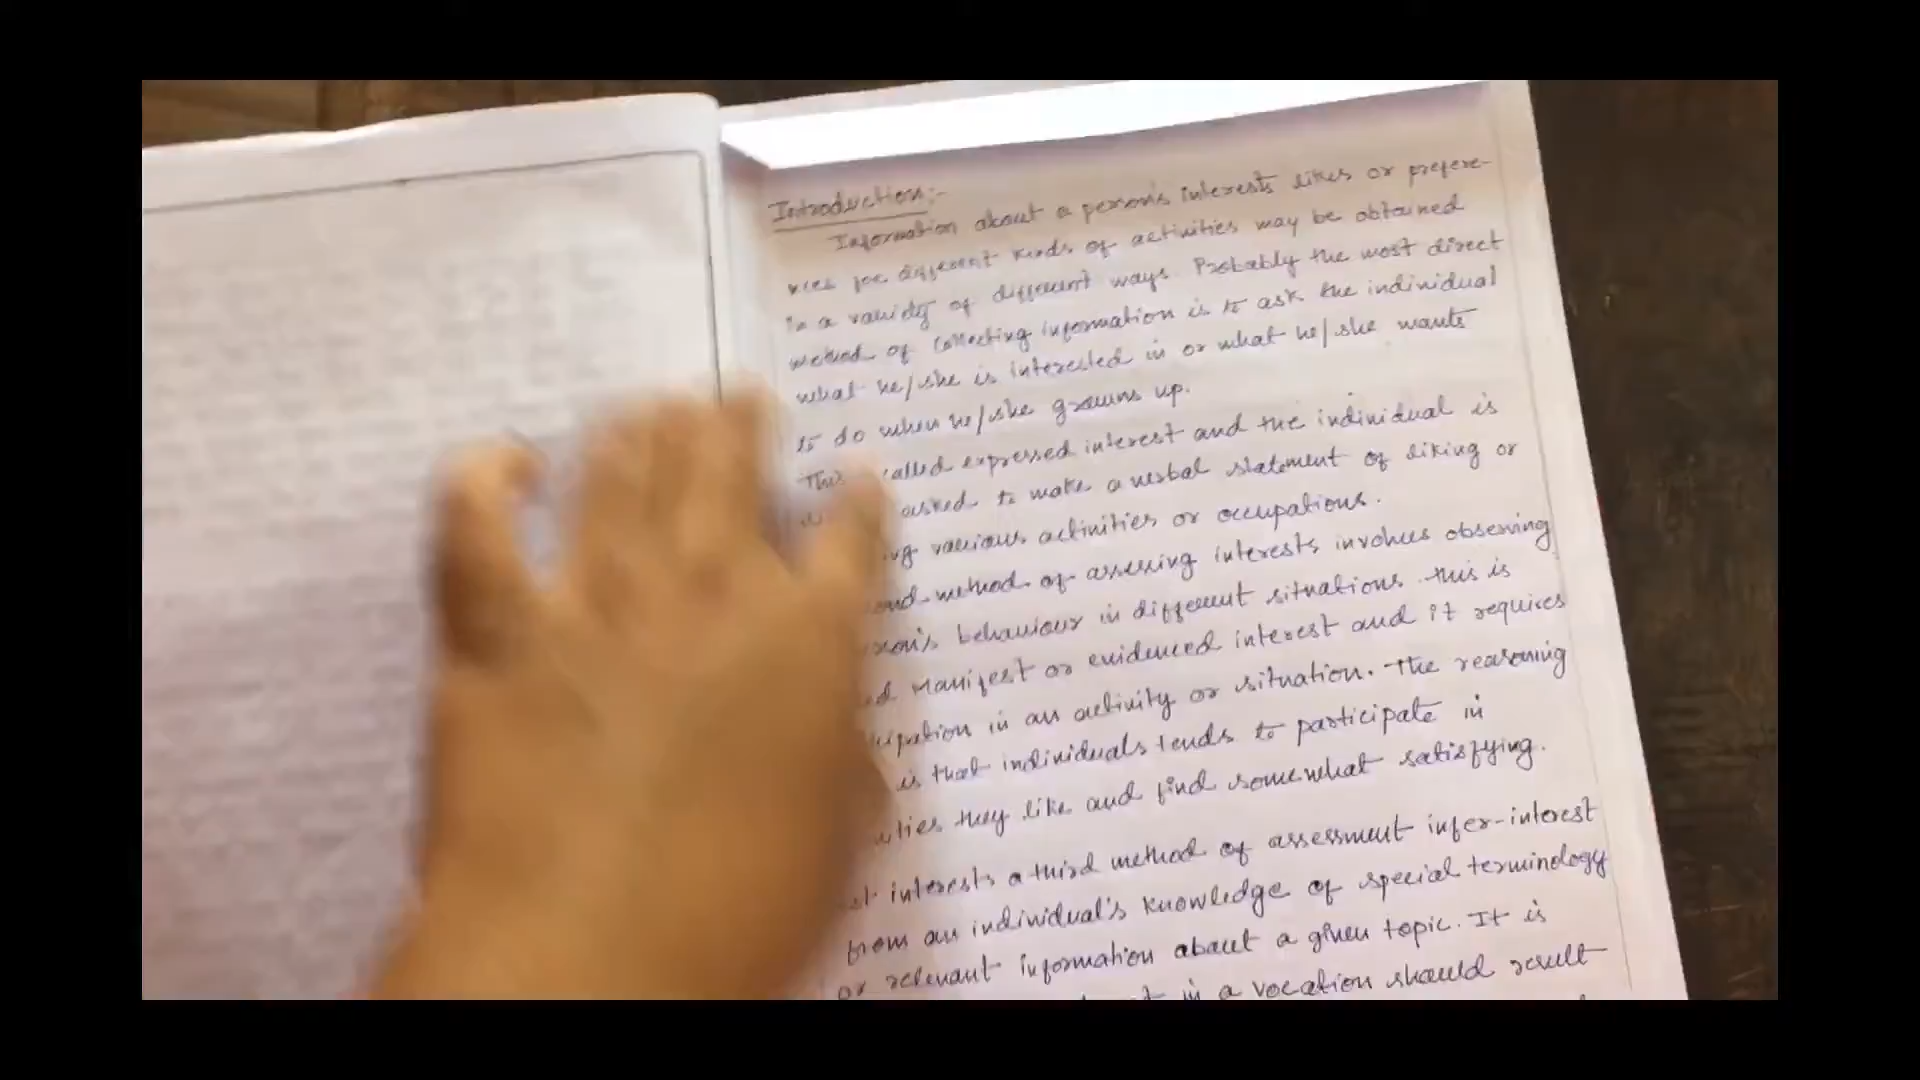 Introduction:-
Information about a person's interests likes or prefere-
nces for different kinds of activities may be obtained
in a variety of different ways. Probably the most direct
method of collecting information is to ask the individual
what he/she is interested in or what he/she wants
to do when he/she grouns up.
This called expressed interest and the individual is
asked to make a verbal statement of liking or
various activities or occupations.
method of assessing interests involves observing
behaviour in different situations. This is
manifest or evidenced interest and it requires
in an activity or situation. The reasoning
is that individuals tends to participate in
they like and find somewhat satisfying.
interests a third method of assessment infer-interest
from an individual's knowledge of special terminology
or relevant information about a given topic. It is
in a vocation should result